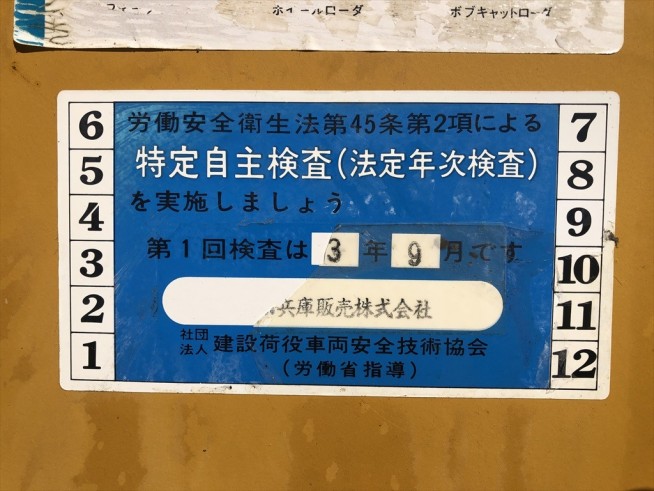 ホイールローダ
ボブキャットローダ
労働安全衛生法第45条第2項による
特定自主検査(法定年次検査)
を実施しましょう
第1回検査は3年9月です
兵庫販売株式会社
社団法人 建設荷役車両安全技術協会
(労働省指導)
6
5
4
3
2
1
7
8
9
10
11
12